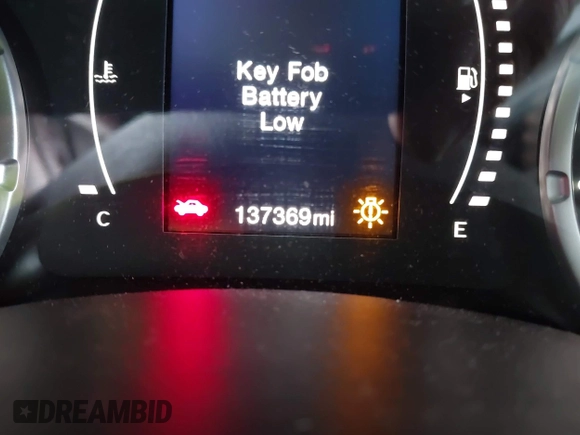 Key Fob
Battery
Low
137369mi
C
E
DREAMBID